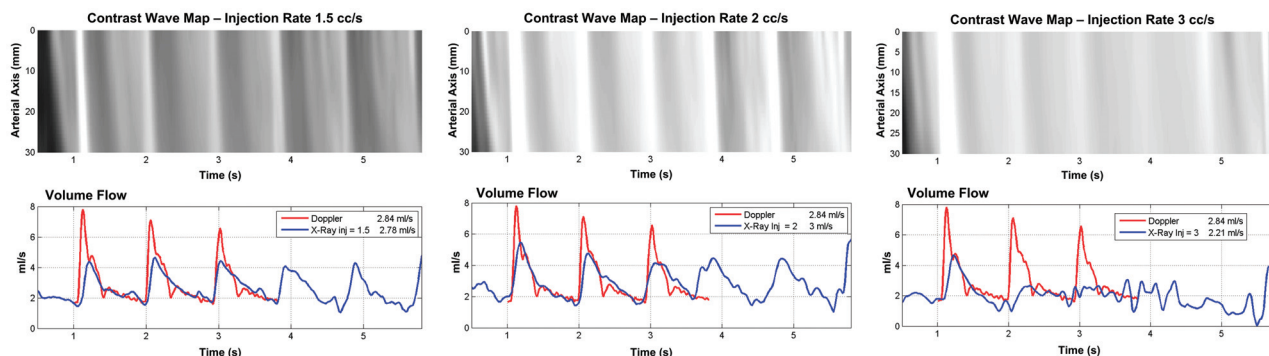 Contrast Wave Map – Injection Rate 1.5 cc/s
Arterial Axis (mm)
0
10
20
30
1 2 3 4 5
Time (s)
Volume Flow
ml/s
8
6
4
2
0
Doppler 2.84 ml/s
X-Ray inj = 1.5 2.78 ml/s
1 2 3 4 5
Time (s)
Contrast Wave Map – Injection Rate 2 cc/s
Arterial Axis (mm)
0
10
20
30
1 2 3 4 5
Time (s)
Volume Flow
ml/s
8
6
4
2
0
Doppler 2.84 ml/s
X-Ray Inj = 2 3 ml/s
1 2 3 4 5
Time (s)
Contrast Wave Map – Injection Rate 3 cc/s
Arterial Axis (mm)
0
5
10
15
20
25
30
1 2 3 4 5
Time (s)
Volume Flow
ml/s
8
6
4
2
0
Doppler 2.84 ml/s
X-Ray Inj = 3 2.21 ml/s
1 2 3 4 5
Time (s)